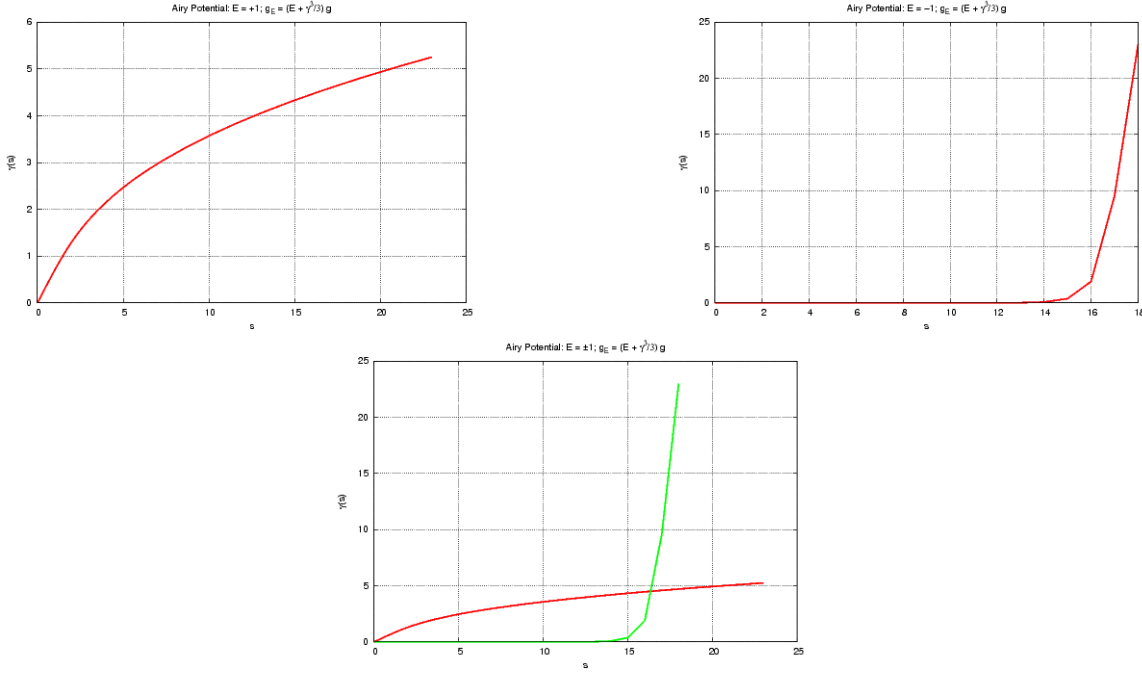 Airy Potential: E = +1; g_E = (E + γ³/3) g
6
5
4
3
2
1
0
γ(s)
0 5 10 15 20 25
s
Airy Potential: E = −1; g_E = (E + γ³/3) g
25
20
15
10
5
0
γ(s)
0 2 4 6 8 10 12 14 16 18
s
Airy Potential: E = ±1; g_E = (E + γ³/3) g
25
20
15
10
5
0
γ(s)
0 5 10 15 20 25
s